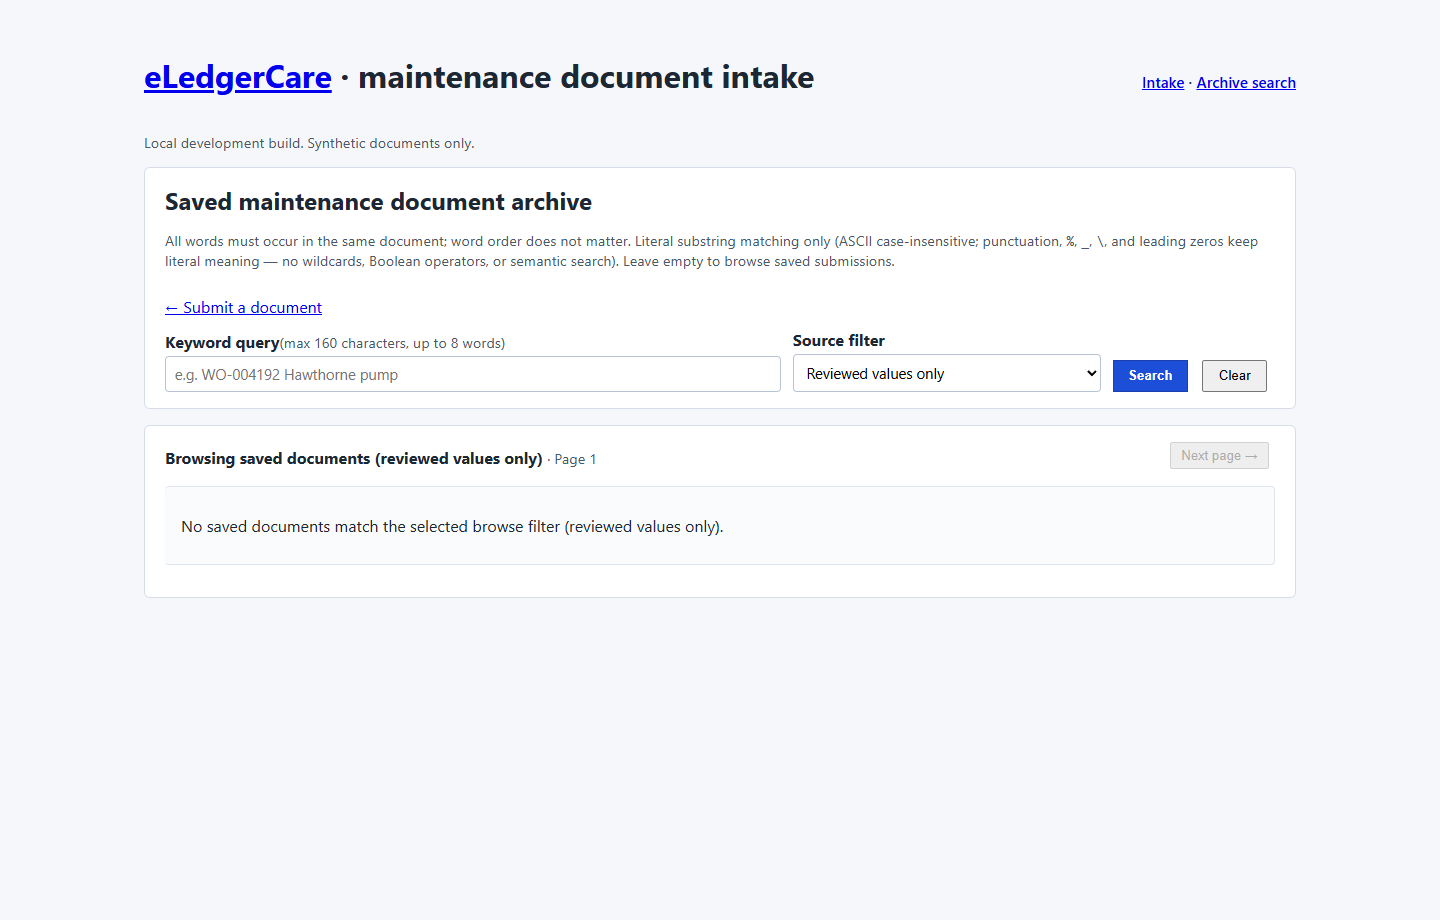 eLedgerCare · maintenance document intake
Intake · Archive search
Local development build. Synthetic documents only.
Saved maintenance document archive
All words must occur in the same document; word order does not matter. Literal substring matching only (ASCII case-insensitive; punctuation, %, _, \, and leading zeros keep
literal meaning — no wildcards, Boolean operators, or semantic search). Leave empty to browse saved submissions.
← Submit a document
Keyword query(max 160 characters, up to 8 words)
Source filter
e.g. WO-004192 Hawthorne pump
Reviewed values only
Search
Clear
Browsing saved documents (reviewed values only) · Page 1
Next page →
No saved documents match the selected browse filter (reviewed values only).